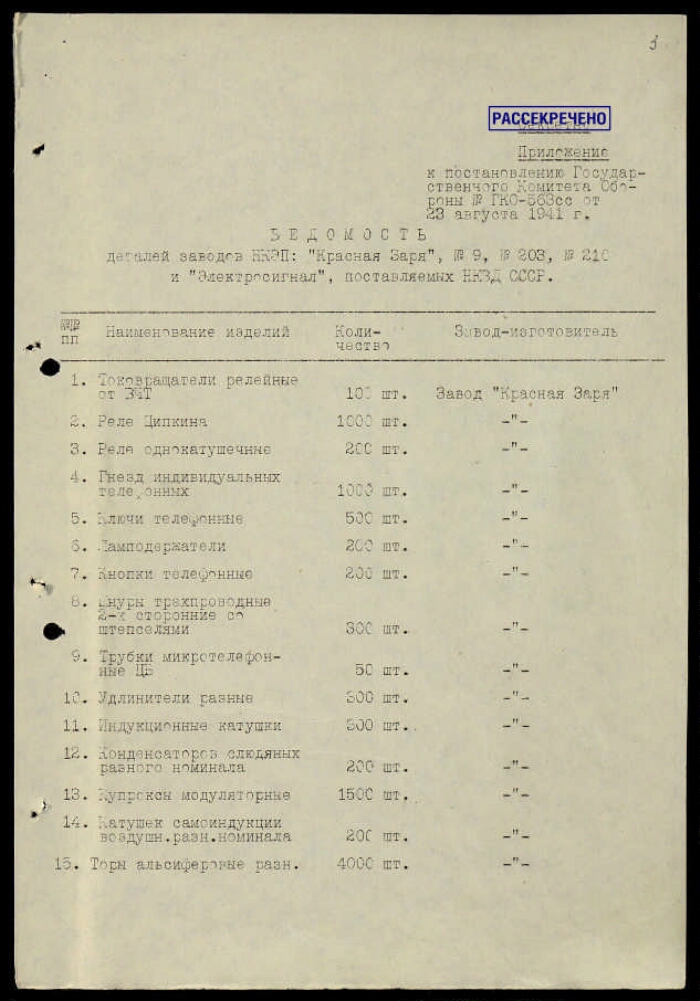 3
РАССЕКРЕЧЕНО
Секретно
Приложение
к постановлению Государ-
ственного Комитета Обо-
роны № ГКО-563сс от
23 августа 1941 г.
ВЕДОМОСТЬ
деталей заводов НКЭП: "Красная Заря", № 9, № 203, № 210
и "Электросигнал", поставляемых НКВД СССР.
№№ пп Наименование изделий Коли-чество Завод-изготовитель
1. Токовращатели релейные
от ВЧТ 100 шт. Завод "Красная Заря"
2. Реле Ципкина 1000 шт. -"-
3. Реле однокатушечные 200 шт. -"-
4. Гнезд индивидуальных
телефонных 1000 шт. -"-
5. Ключи телефонные 500 шт. -"-
6. Ламподержатели 200 шт. -"-
7. Кнопки телефонные 200 шт. -"-
8. Шнуры трехпроводные
2-х сторонние со
штепселями 300 шт. -"-
9. Трубки микротелефон-
ные ЦБ 50 шт. -"-
10. Удлинители разные 300 шт. -"-
11. Индукционные катушки 300 шт. -"-
12. Конденсаторов слюдяных
разного номинала 200 шт. -"-
13. Купроксы модуляторные 1500 шт. -"-
14. Катушек самоиндукции
воздушн.разн.номинала 200 шт. -"-
15. Торы альсиферовые разн. 4000 шт. -"-